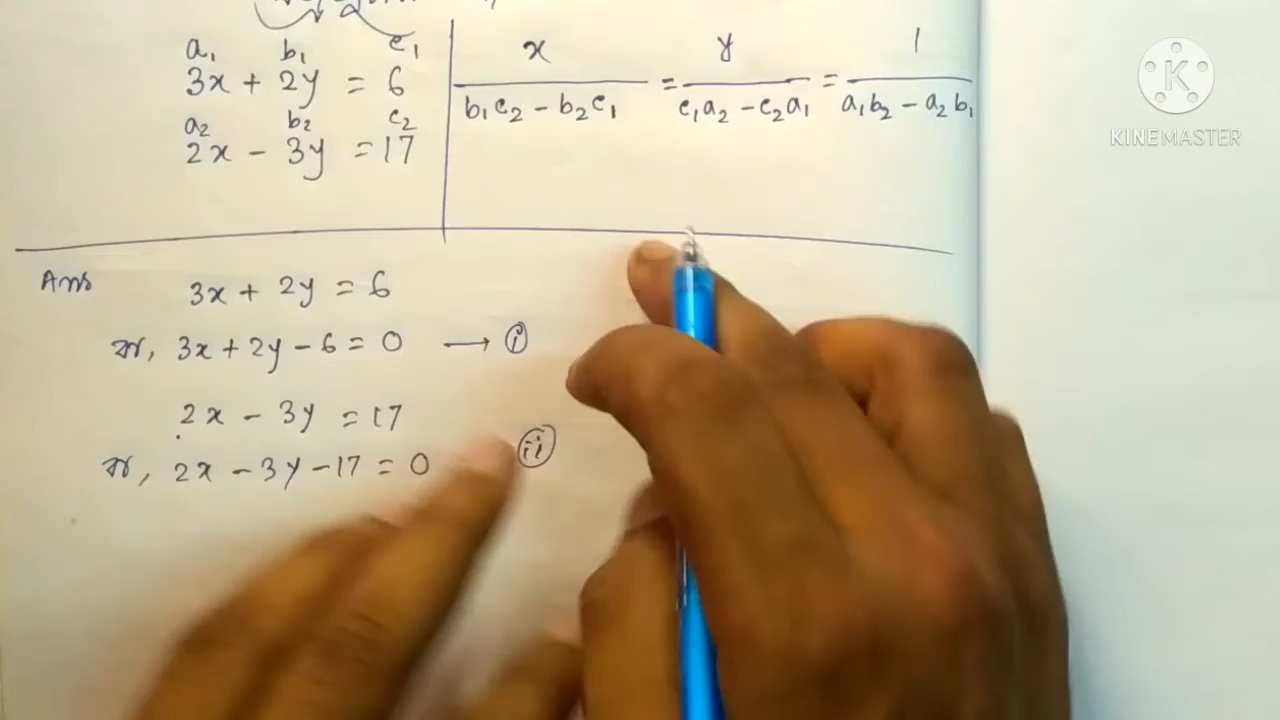 a₁ b₁ c₁
3x + 2y = 6
a₂ b₂ c₂
2x - 3y = 17
x/(b₁c₂ - b₂c₁) = y/(c₁a₂ - c₂a₁) = 1/(a₁b₂ - a₂b₁)
K
KINEMASTER
Ans 3x + 2y = 6
3x + 2y - 6 = 0 → (i)
2x - 3y = 17
2x - 3y - 17 = 0 (ii)